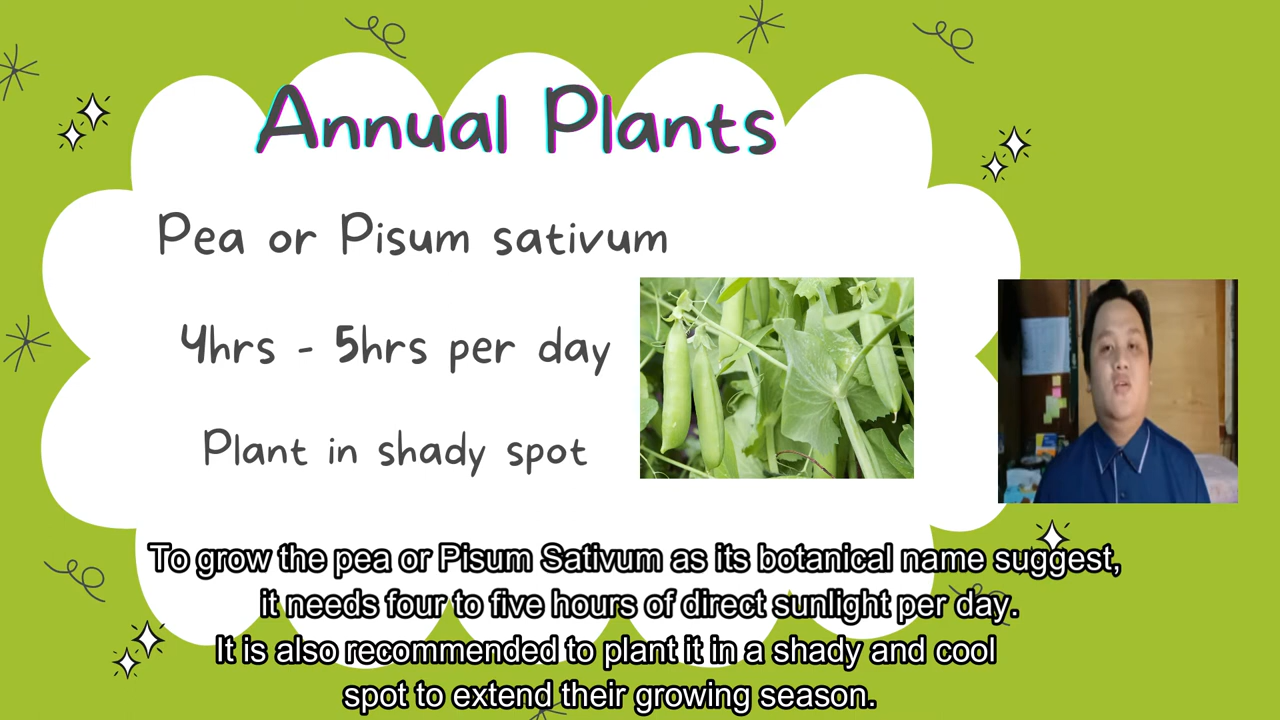 Annual Plants
Pea or Pisum sativum
4hrs - 5hrs per day
Plant in shady spot
To grow the pea or Pisum Sativum as its botanical name suggest,
it needs four to five hours of direct sunlight per day.
It is also recommended to plant it in a shady and cool
spot to extend their growing season.